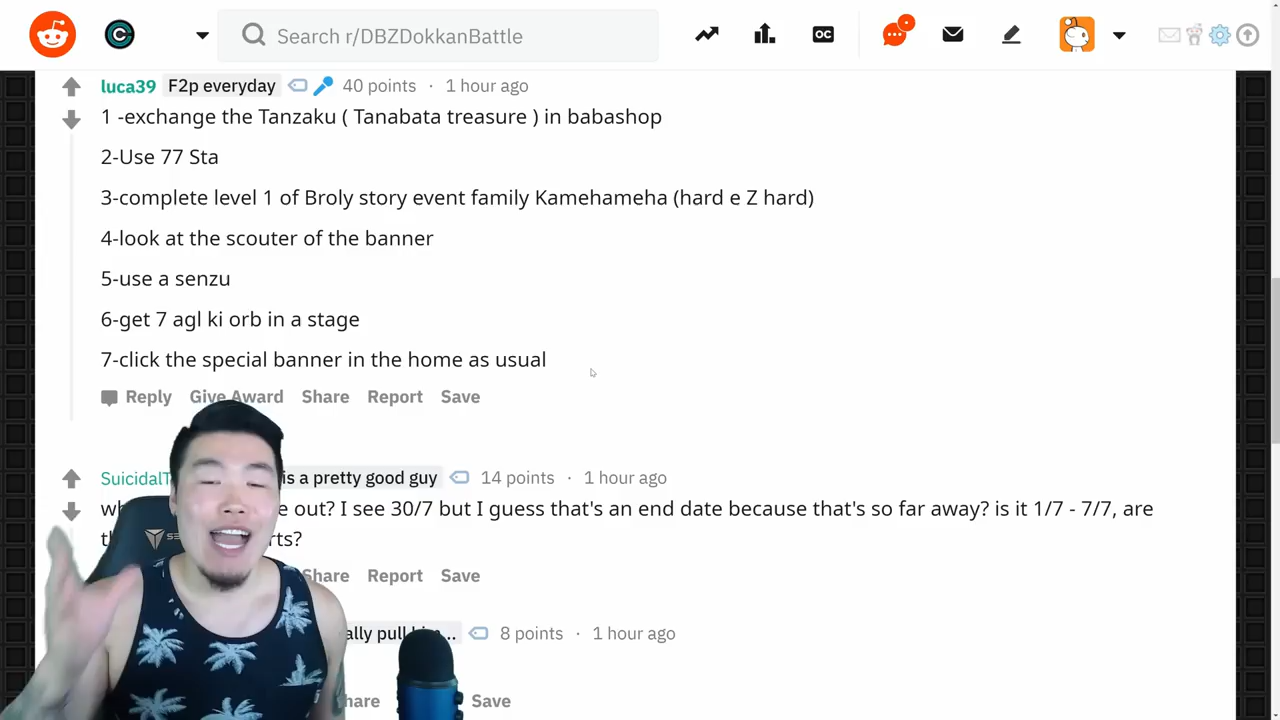 Search r/DBZDokkanBattle
luca39 F2p everyday 40 points · 1 hour ago
1 -exchange the Tanzaku ( Tanabata treasure ) in babashop
2-Use 77 Sta
3-complete level 1 of Broly story event family Kamehameha (hard e Z hard)
4-look at the scouter of the banner
5-use a senzu
6-get 7 agl ki orb in a stage
7-click the special banner in the home as usual
Reply Give Award Share Report Save
is a pretty good guy 14 points · 1 hour ago
e out? I see 30/7 but I guess that's an end date because that's so far away? is it 1/7 - 7/7, are
Share Report Save
8 points · 1 hour ago
Save